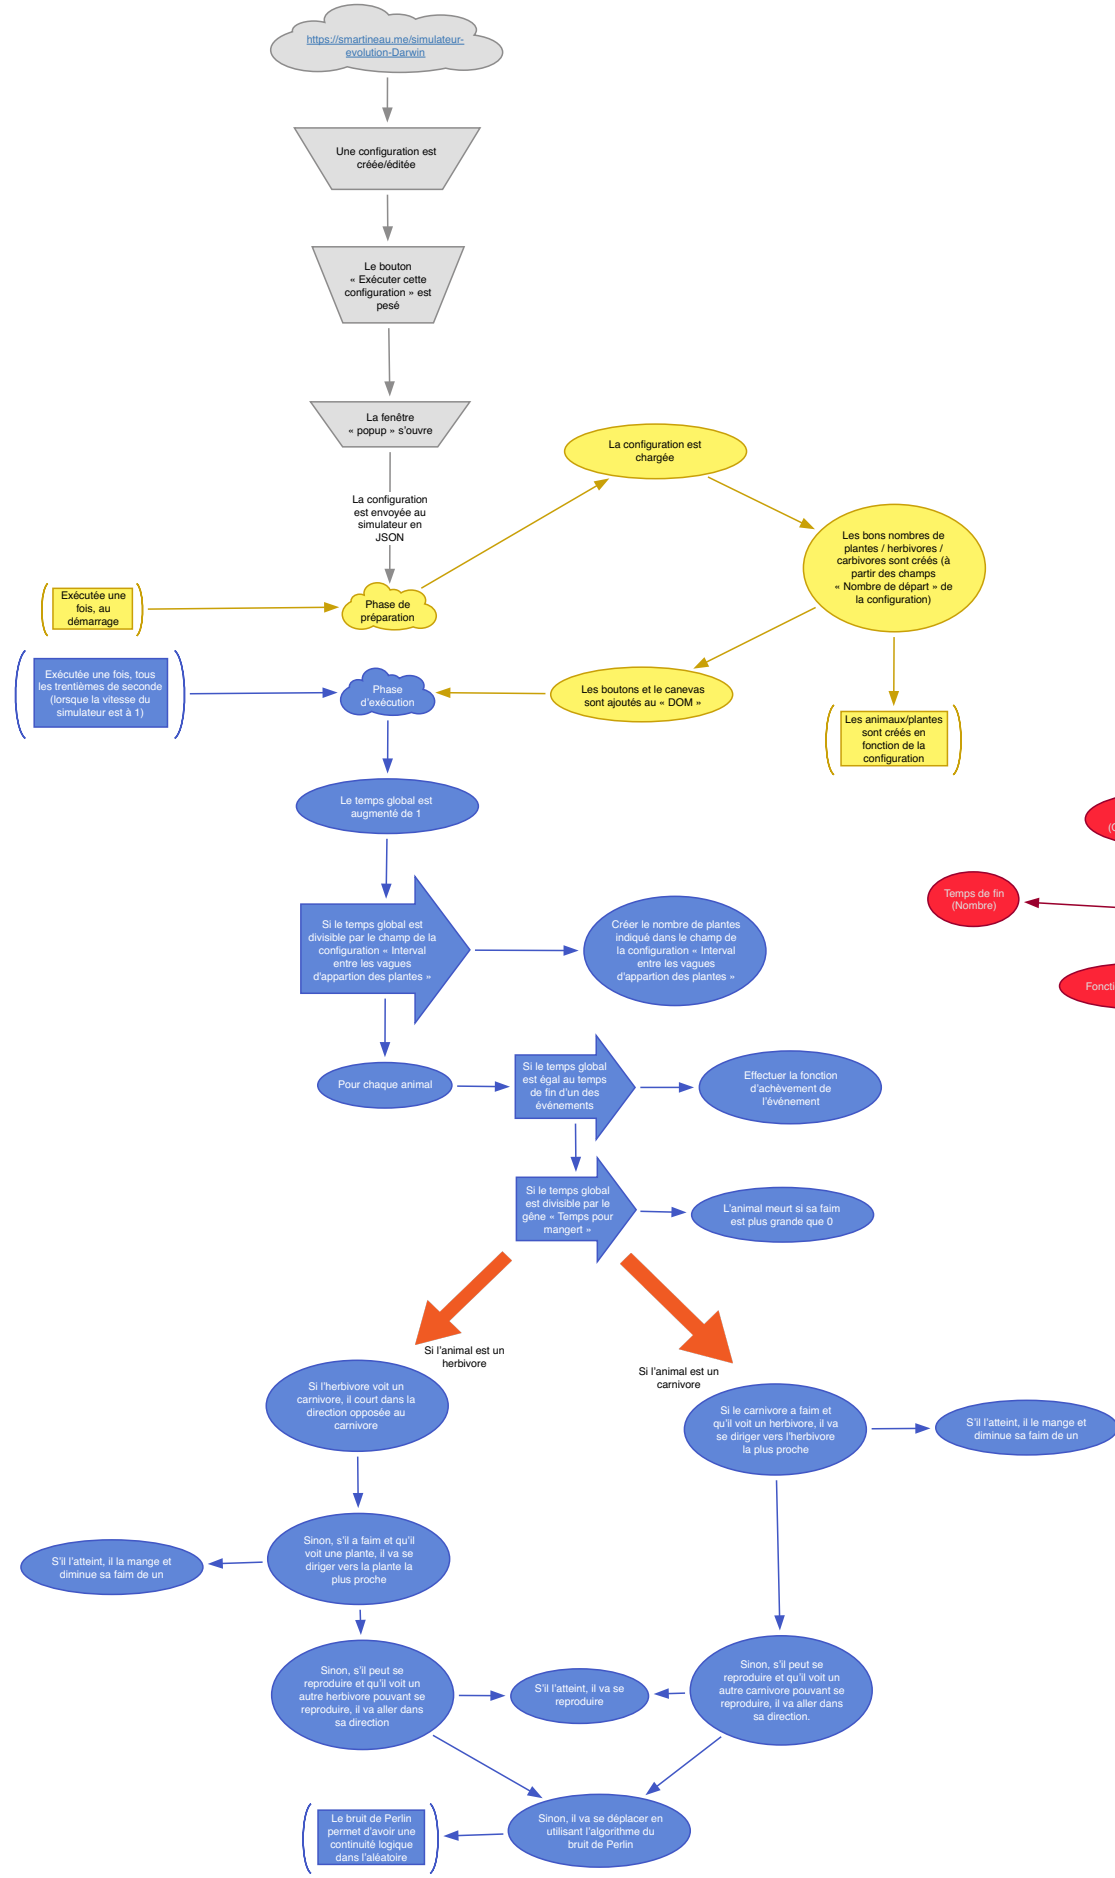 https://smartineau.me/simulateur-
evolution-Darwin
Une configuration est
créée/éditée
Le bouton
« Exécuter cette
configuration » est
pesé
La fenêtre
« popup » s'ouvre
La configuration
est envoyée au
simulateur en
JSON
La configuration est
chargée
Les bons nombres de
plantes / herbivores /
carbivores sont créés (à
partir des champs
« Nombre de départ » de
la configuration)
Exécutée une
fois, au
démarrage
Phase de
préparation
Exécutée une fois, tous
les trentièmes de seconde
(lorsque la vitesse du
simulateur est à 1)
Phase
d'exécution
Les boutons et le canevas
sont ajoutés au « DOM »
Les animaux/plantes
sont créés en
fonction de la
configuration
Le temps global est
augmenté de 1
Temps de fin
(Nombre)
Si le temps global est
divisible par le champ de la
configuration « Interval
entre les vagues
d'appartion des plantes »
Créer le nombre de plantes
indiqué dans le champ de
la configuration « Interval
entre les vagues
d'appartion des plantes »
Foncti
Pour chaque animal
Si le temps global
est égal au temps
de fin d'un des
événements
Effectuer la fonction
d'achèvement de
l'événement
Si le temps global
est divisible par le
gêne « Temps pour
mangert »
L'animal meurt si sa faim
est plus grande que 0
Si l'animal est un
herbivore
Si l'animal est un
carnivore
Si l'herbivore voit un
carnivore, il court dans la
direction opposée au
carnivore
Si le carnivore a faim et
qu'il voit un herbivore, il va
se diriger vers l'herbivore
la plus proche
S'il l'atteint, il le mange et
diminue sa faim de un
Sinon, s'il a faim et qu'il
voit une plante, il va se
diriger vers la plante la
plus proche
S'il l'atteint, il la mange et
diminue sa faim de un
Sinon, s'il peut se
reproduire et qu'il voit un
autre herbivore pouvant se
reproduire, il va aller dans
sa direction
S'il l'atteint, il va se
reproduire
Sinon, s'il peut se
reproduire et qu'il voit un
autre carnivore pouvant se
reproduire, il va aller dans
sa direction.
Sinon, il va se déplacer en
utilisant l'algorithme du
bruit de Perlin
Le bruit de Perlin
permet d'avoir une
continuité logique
dans l'aléatoire